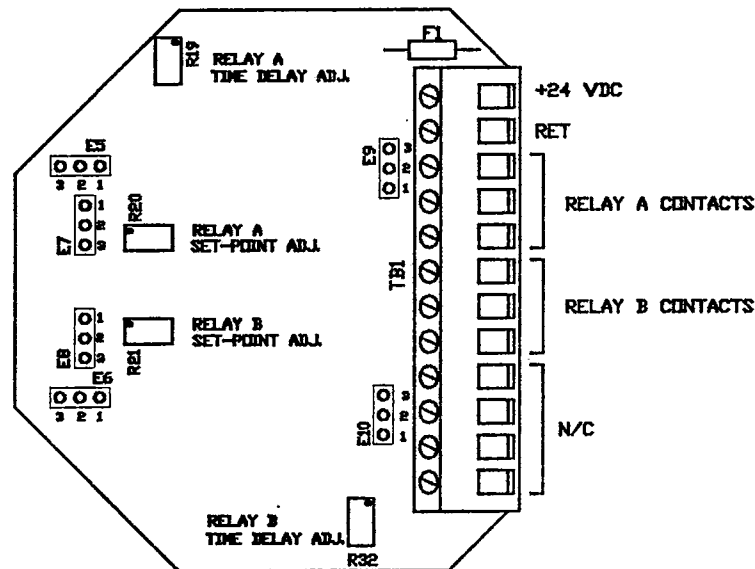 F1
R19
RELAY A
TIME DELAY ADJ.
+24 VDC
RET
E5
3 2 1
E9
3
2
1
R20
E7
1
2
3
RELAY A
SET-POINT ADJ.
RELAY A CONTACTS
TB1
RELAY B CONTACTS
E8
1
2
3
R21
RELAY B
SET-POINT ADJ.
E6
3 2 1
E10
3
2
1
N/C
RELAY B
TIME DELAY ADJ.
R32